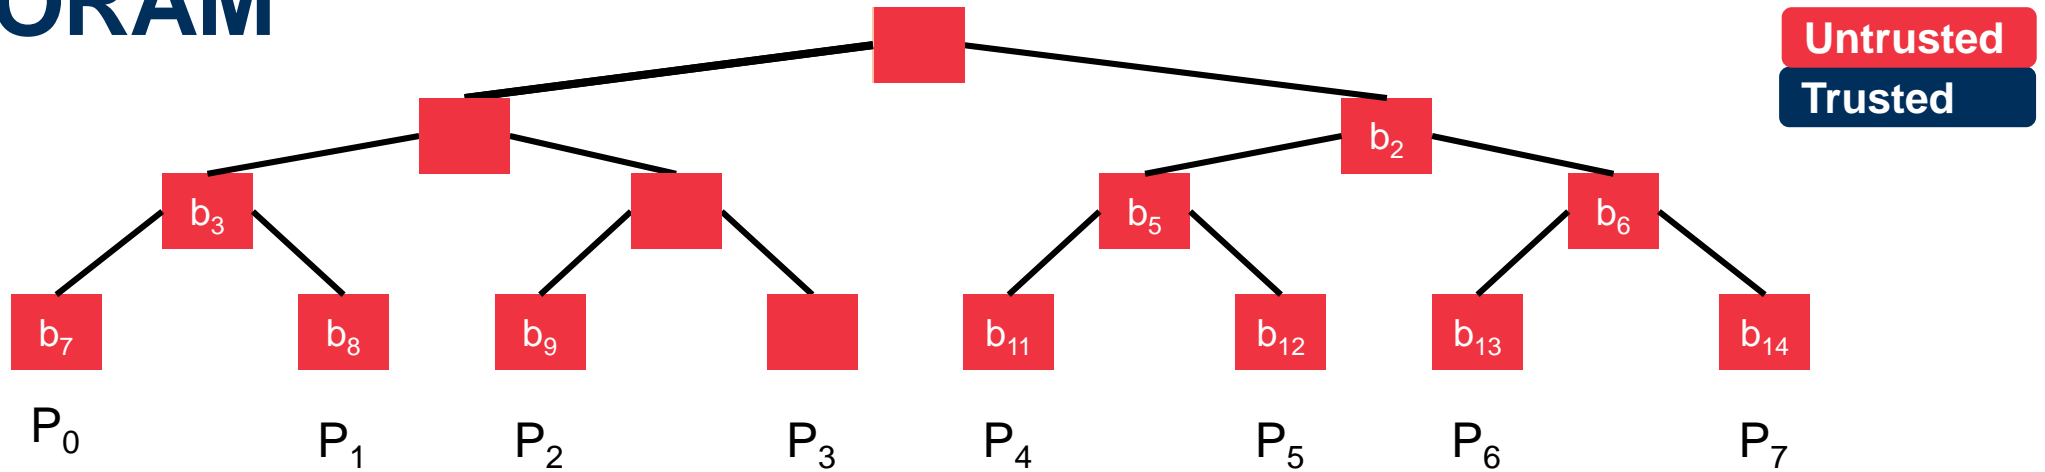 ORAM
Untrusted
Trusted
b₂
b₃
b₅
b₆
b₇ b₈ b₉ b₁₁ b₁₂ b₁₃ b₁₄
P₀ P₁ P₂ P₃ P₄ P₅ P₆ P₇